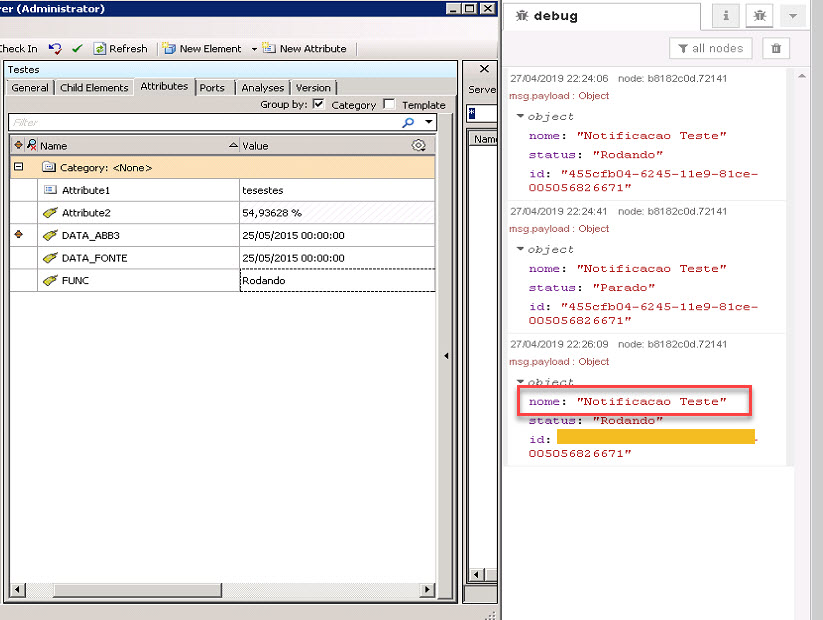 rer (Administrator)
Check In
Refresh
New Element
New Attribute
Testes
General
Child Elements
Attributes
Ports
Analyses
Version
Group by:
Category
Template
Filter
Name
Value
Category: <None>
Attribute1
tesestes
Attribute2
54,93628 %
DATA_ABB3
25/05/2015 00:00:00
DATA_FONTE
25/05/2015 00:00:00
FUNC
Rodando
Serve
*
Name
debug
i
all nodes
27/04/2019 22:24:06 node: b8182c0d.72141
msg.payload : Object
object
nome: "Notificacao Teste"
status: "Rodando"
id: "455cfb04-6245-11e9-81ce-
005056826671"
27/04/2019 22:24:41 node: b8182c0d.72141
msg.payload : Object
object
nome: "Notificacao Teste"
status: "Parado"
id: "455cfb04-6245-11e9-81ce-
005056826671"
27/04/2019 22:26:09 node: b8182c0d.72141
msg.payload : Object
object
nome: "Notificacao Teste"
status: "Rodando"
id: -
005056826671"